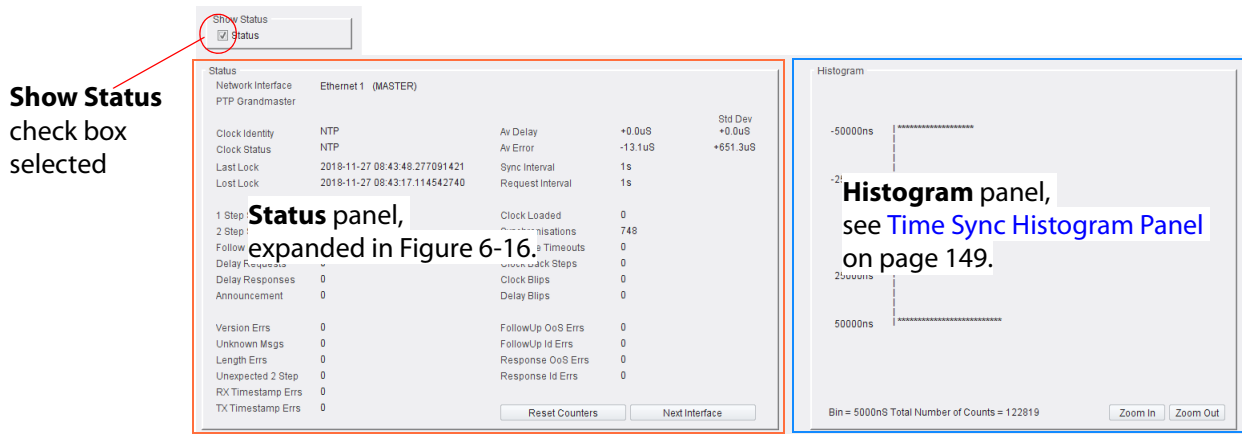 Show Status
Status
Show Status
check box
selected
Status
Network Interface Ethernet 1 (MASTER)
PTP Grandmaster
Std Dev
Clock Identity NTP Av Delay +0.0uS +0.0uS
Clock Status NTP Av Error -13.1uS +651.3uS
Last Lock 2018-11-27 08:43:48.277091421 Sync Interval 1s
Lost Lock 2018-11-27 08:43:17.114542740 Request Interval 1s
1 Step Clock Loaded 0
2 Step 748
Follow Timeouts 0
Delay Requests 0 Clock Back Steps 0
Delay Responses 0 Clock Blips 0
Announcement 0 Delay Blips 0
Version Errs 0 FollowUp OoS Errs 0
Unknown Msgs 0 FollowUp Id Errs 0
Length Errs 0 Response OoS Errs 0
Unexpected 2 Step 0 Response Id Errs 0
RX Timestamp Errs 0
TX Timestamp Errs 0
Reset Counters Next Interface
Status panel,
expanded in Figure 6-16.
Histogram
-50000ns ******************
Histogram panel,
see Time Sync Histogram Panel
on page 149.
25000ns
50000ns *************************
Bin = 5000nS Total Number of Counts = 122819 Zoom In Zoom Out